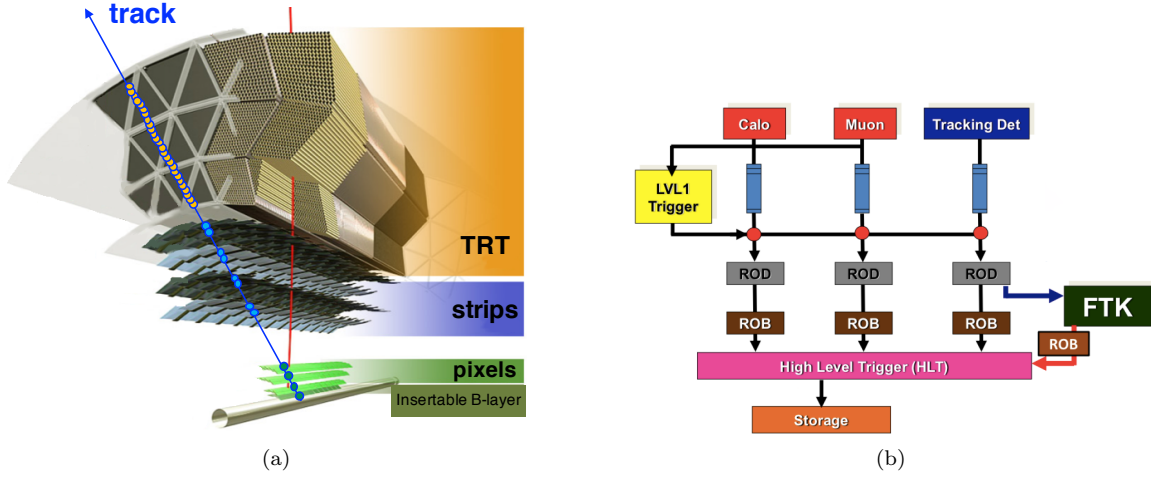 track
TRT
strips
pixels
Insertable B-layer
(a)
Calo
Muon
Tracking Det
LVL1
Trigger
ROD
ROD
ROD
FTK
ROB
ROB
ROB
ROB
High Level Trigger (HLT)
Storage
(b)